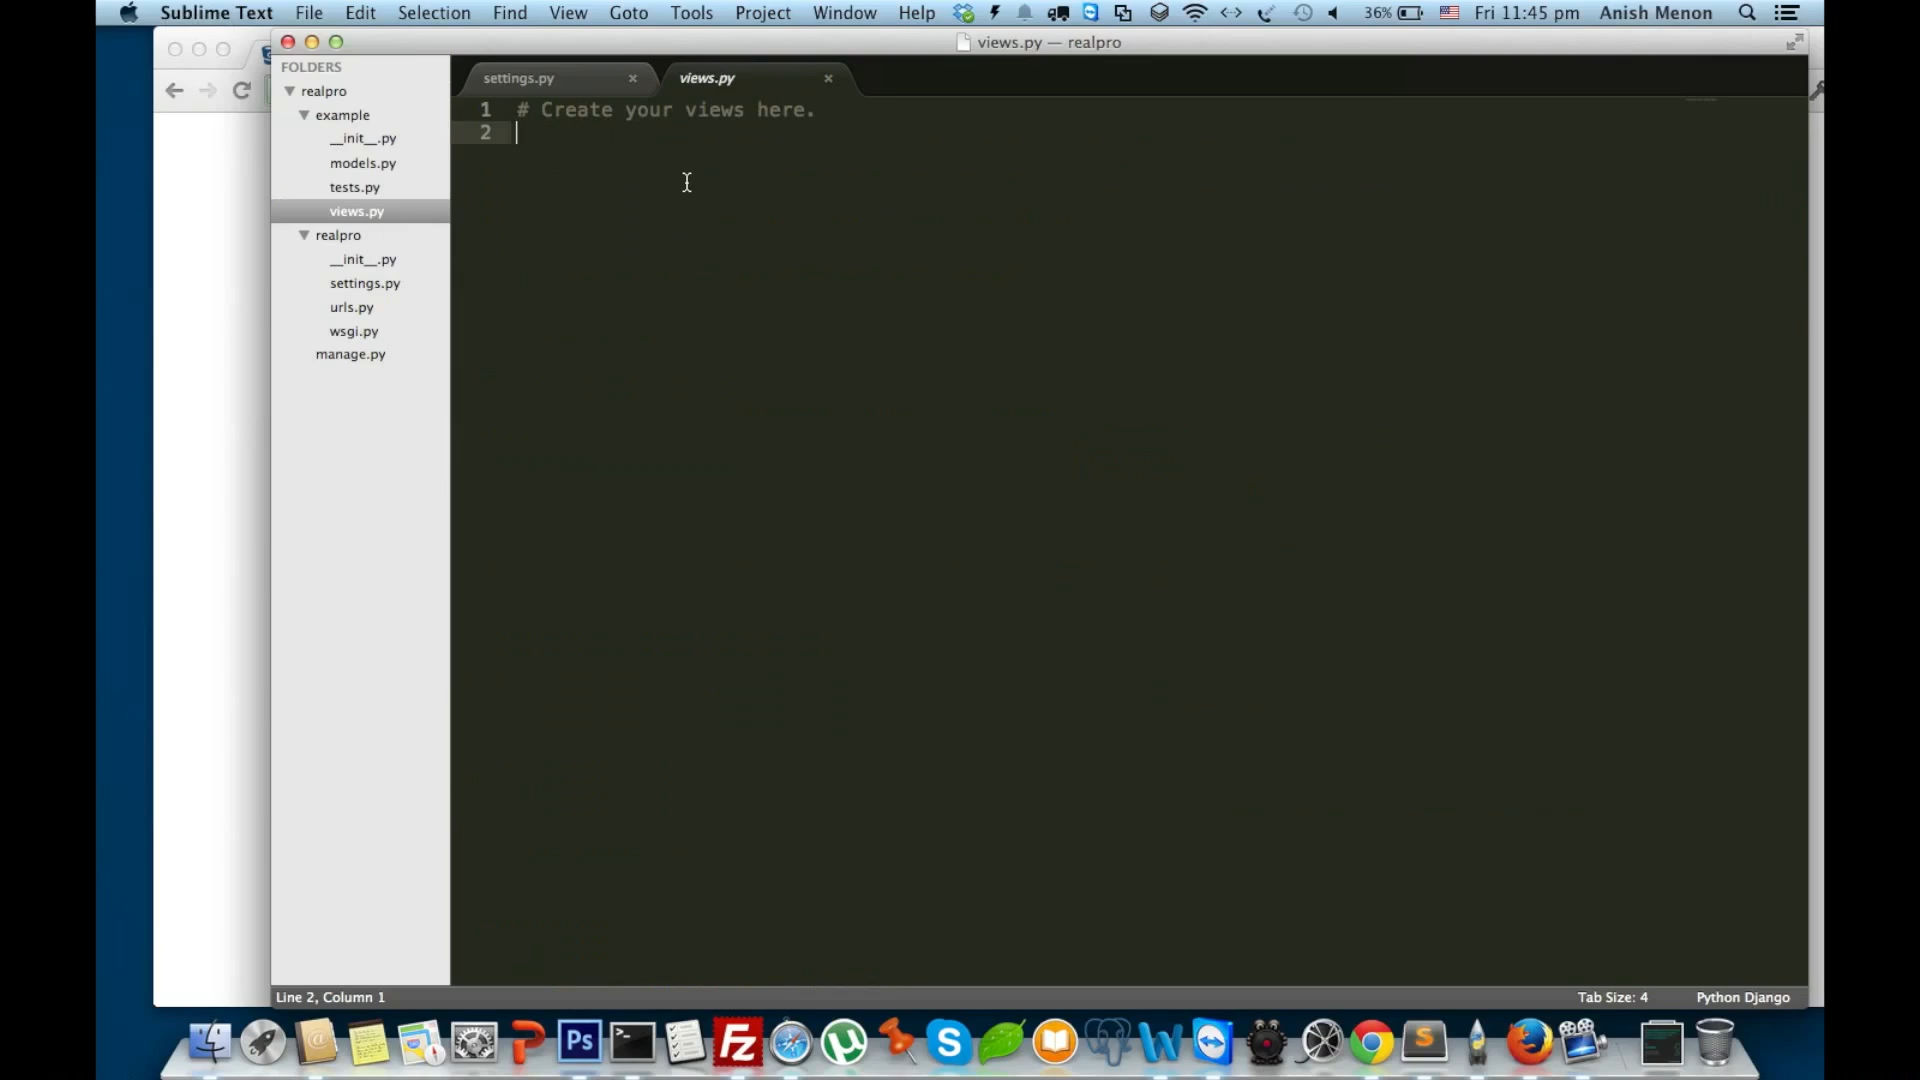 Sublime Text File Edit Selection Find View Goto Tools Project Window Help 36% Fri 11:45 pm Anish Menon
views.py — realpro
FOLDERS
realpro
example
__init__.py
models.py
tests.py
views.py
realpro
__init__.py
settings.py
urls.py
wsgi.py
manage.py
settings.py × views.py ×
1 # Create your views here.
2
Line 2, Column 1 Tab Size: 4 Python Django
Ps
Fz
S
W
S